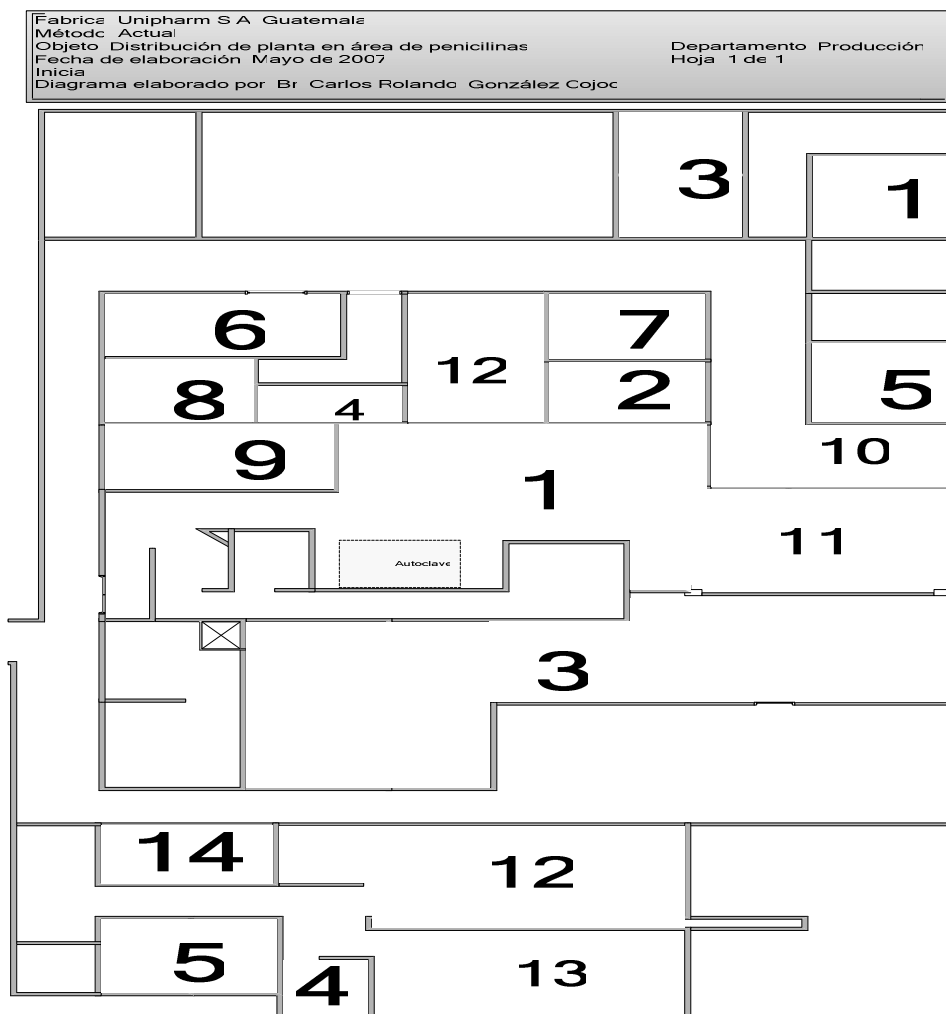 Fabrica Unipharm S A Guatemala
Método Actual
Objeto Distribución de planta en área de penicilinas
Departamento Producción
Fecha de elaboración Mayo de 2007
Hoja 1 de 1
Inicia
Diagrama elaborado por Br Carlos Rolando González Cojoc
3
1
6
7
12
2
5
8
4
10
9
1
11
Autoclave
3
14
12
5
4
13